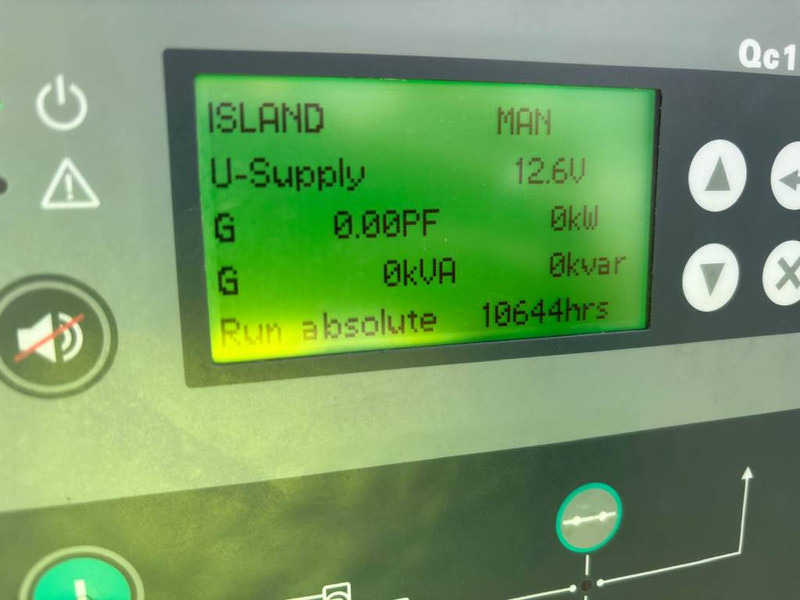 Qc1
ISLAND MAN
U-Supply 12.6V
G 0.00PF 0kW
G 0kVA 0kvar
Run absolute 10644hrs